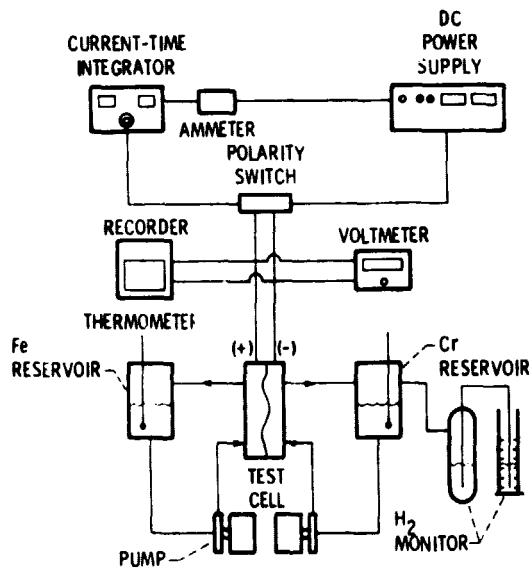 CURRENT-TIME
INTEGRATOR
DC
POWER
SUPPLY
AMMETER
POLARITY
SWITCH
RECORDER
VOLTMETER
THERMOMETER
(+)
(-)
Fe
RESERVOIR
Cr
RESERVOIR
TEST
CELL
PUMP
H2
MONITOR